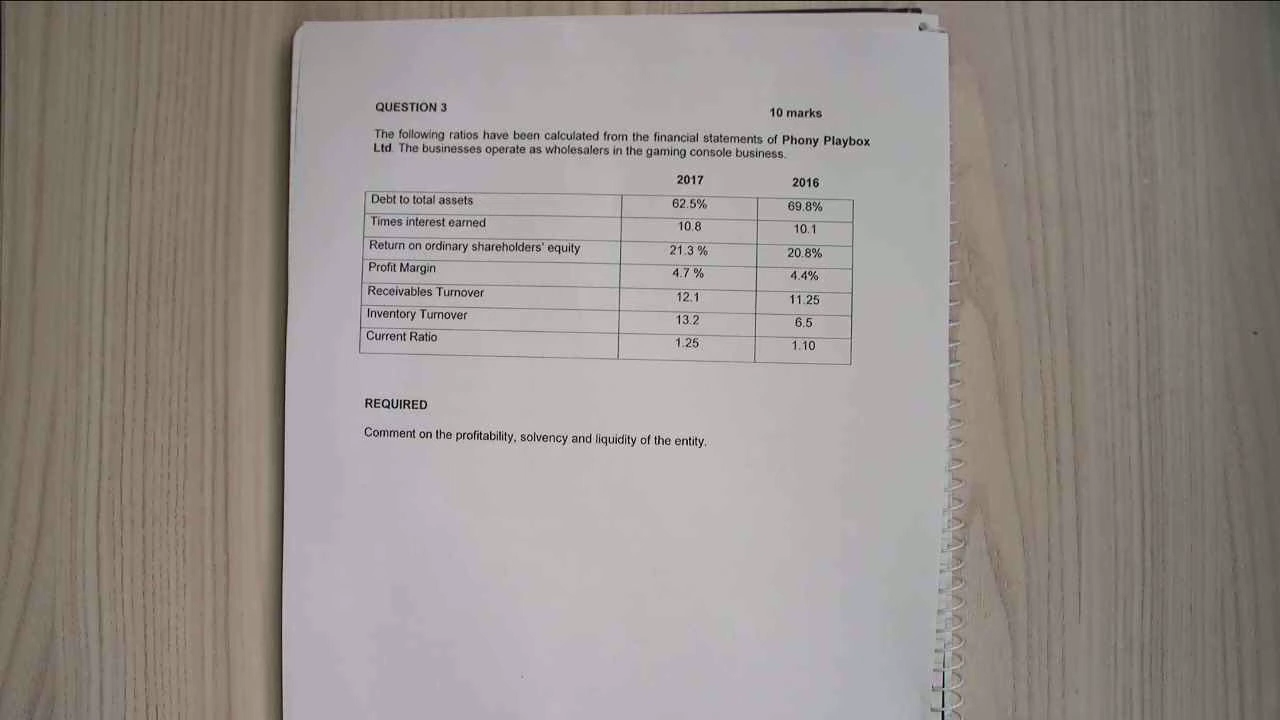 QUESTION 3
10 marks
The following ratios have been calculated from the financial statements of Phony Playbox
Ltd. The businesses operate as wholesalers in the gaming console business.
2017 2016
Debt to total assets 62.5% 69.8%
Times interest earned 10.8 10.1
Return on ordinary shareholders' equity 21.3 % 20.8%
Profit Margin 4.7 % 4.4%
Receivables Turnover 12.1 11.25
Inventory Turnover 13.2 6.5
Current Ratio 1.25 1.10
REQUIRED
Comment on the profitability, solvency and liquidity of the entity.